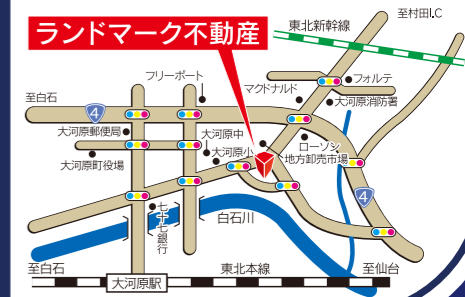 至村田I.C
東北新幹線
ランドマーク不動産
フリーポート
マクドナルド
フォルテ
大河原消防署
至白石
4
大河原郵便局
大河原中
大河原小
ローソン
地方卸売市場
大河原町役場
七十七銀行
白石川
4
至白石
東北本線
至仙台
大河原駅